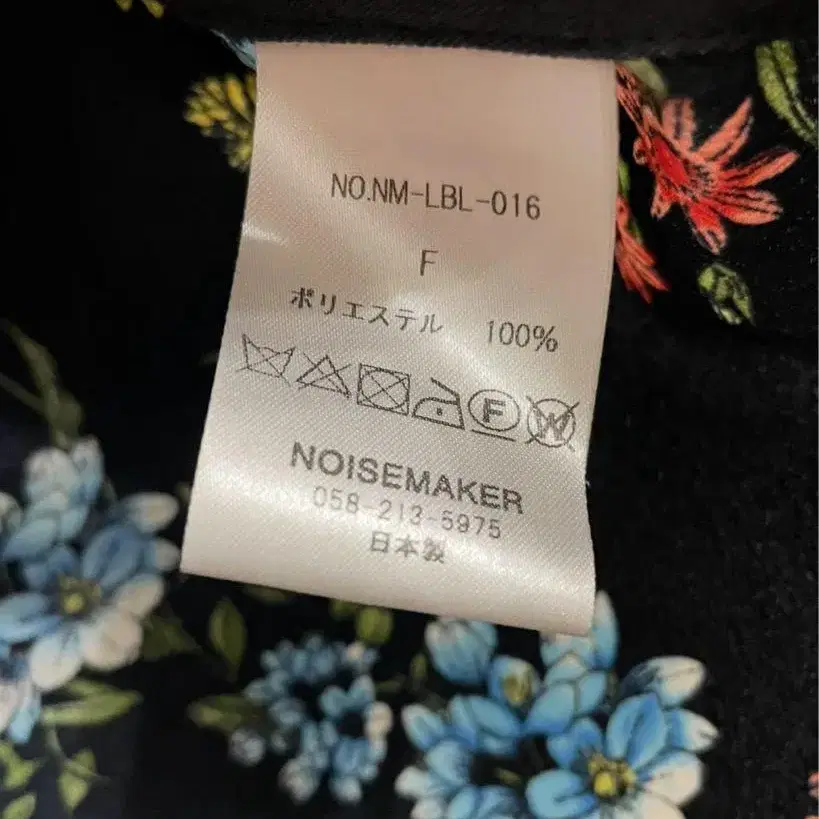 NO.NM-LBL-016
F
ポリエステル 100%
F W
NOISEMAKER
058-213-5975
日本製